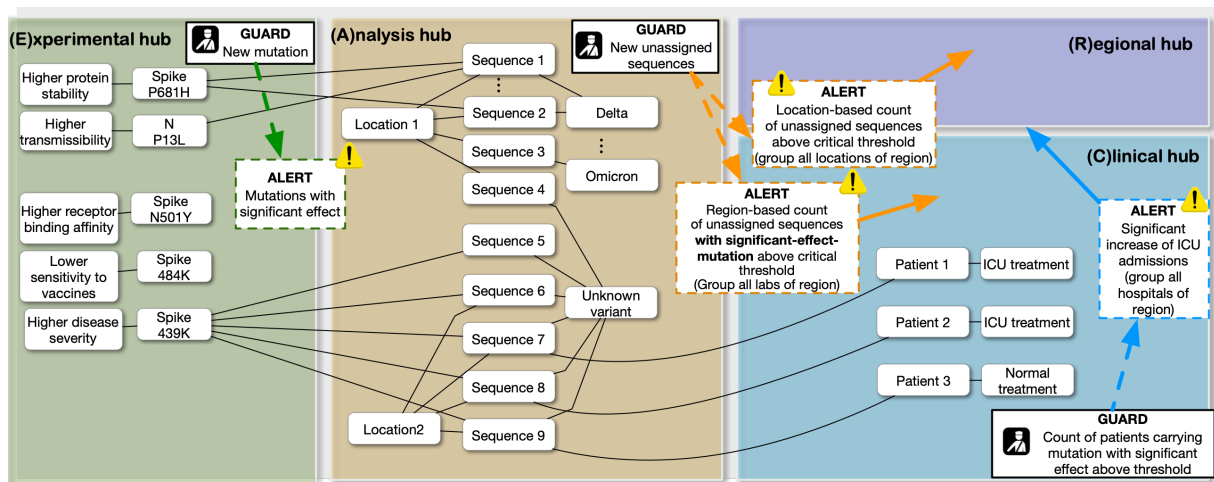 (E)xperimental hub
GUARD
New mutation
Higher protein
stability
Spike
P681H
Higher
transmissibility
N
P13L
ALERT
Mutations with
significant effect
Higher receptor
binding affinity
Spike
N501Y
Lower
sensitivity to
vaccines
Spike
484K
Higher disease
severity
Spike
439K
(A)nalysis hub
GUARD
New unassigned
sequences
Sequence 1
Sequence 2
Sequence 3
Sequence 4
Sequence 5
Sequence 6
Sequence 7
Sequence 8
Sequence 9
Location 1
Location2
Delta
Omicron
Unknown
variant
(R)egional hub
ALERT
Location-based count
of unassigned sequences
above critical threshold
(group all locations of region)
ALERT
Region-based count
of unassigned sequences
with significant-effect-
mutation above critical
threshold
(Group all labs of region)
(C)linical hub
ALERT
Significant
increase of ICU
admissions
(group all
hospitals of
region)
Patient 1
ICU treatment
Patient 2
ICU treatment
Patient 3
Normal
treatment
GUARD
Count of patients carrying
mutation with significant
effect above threshold